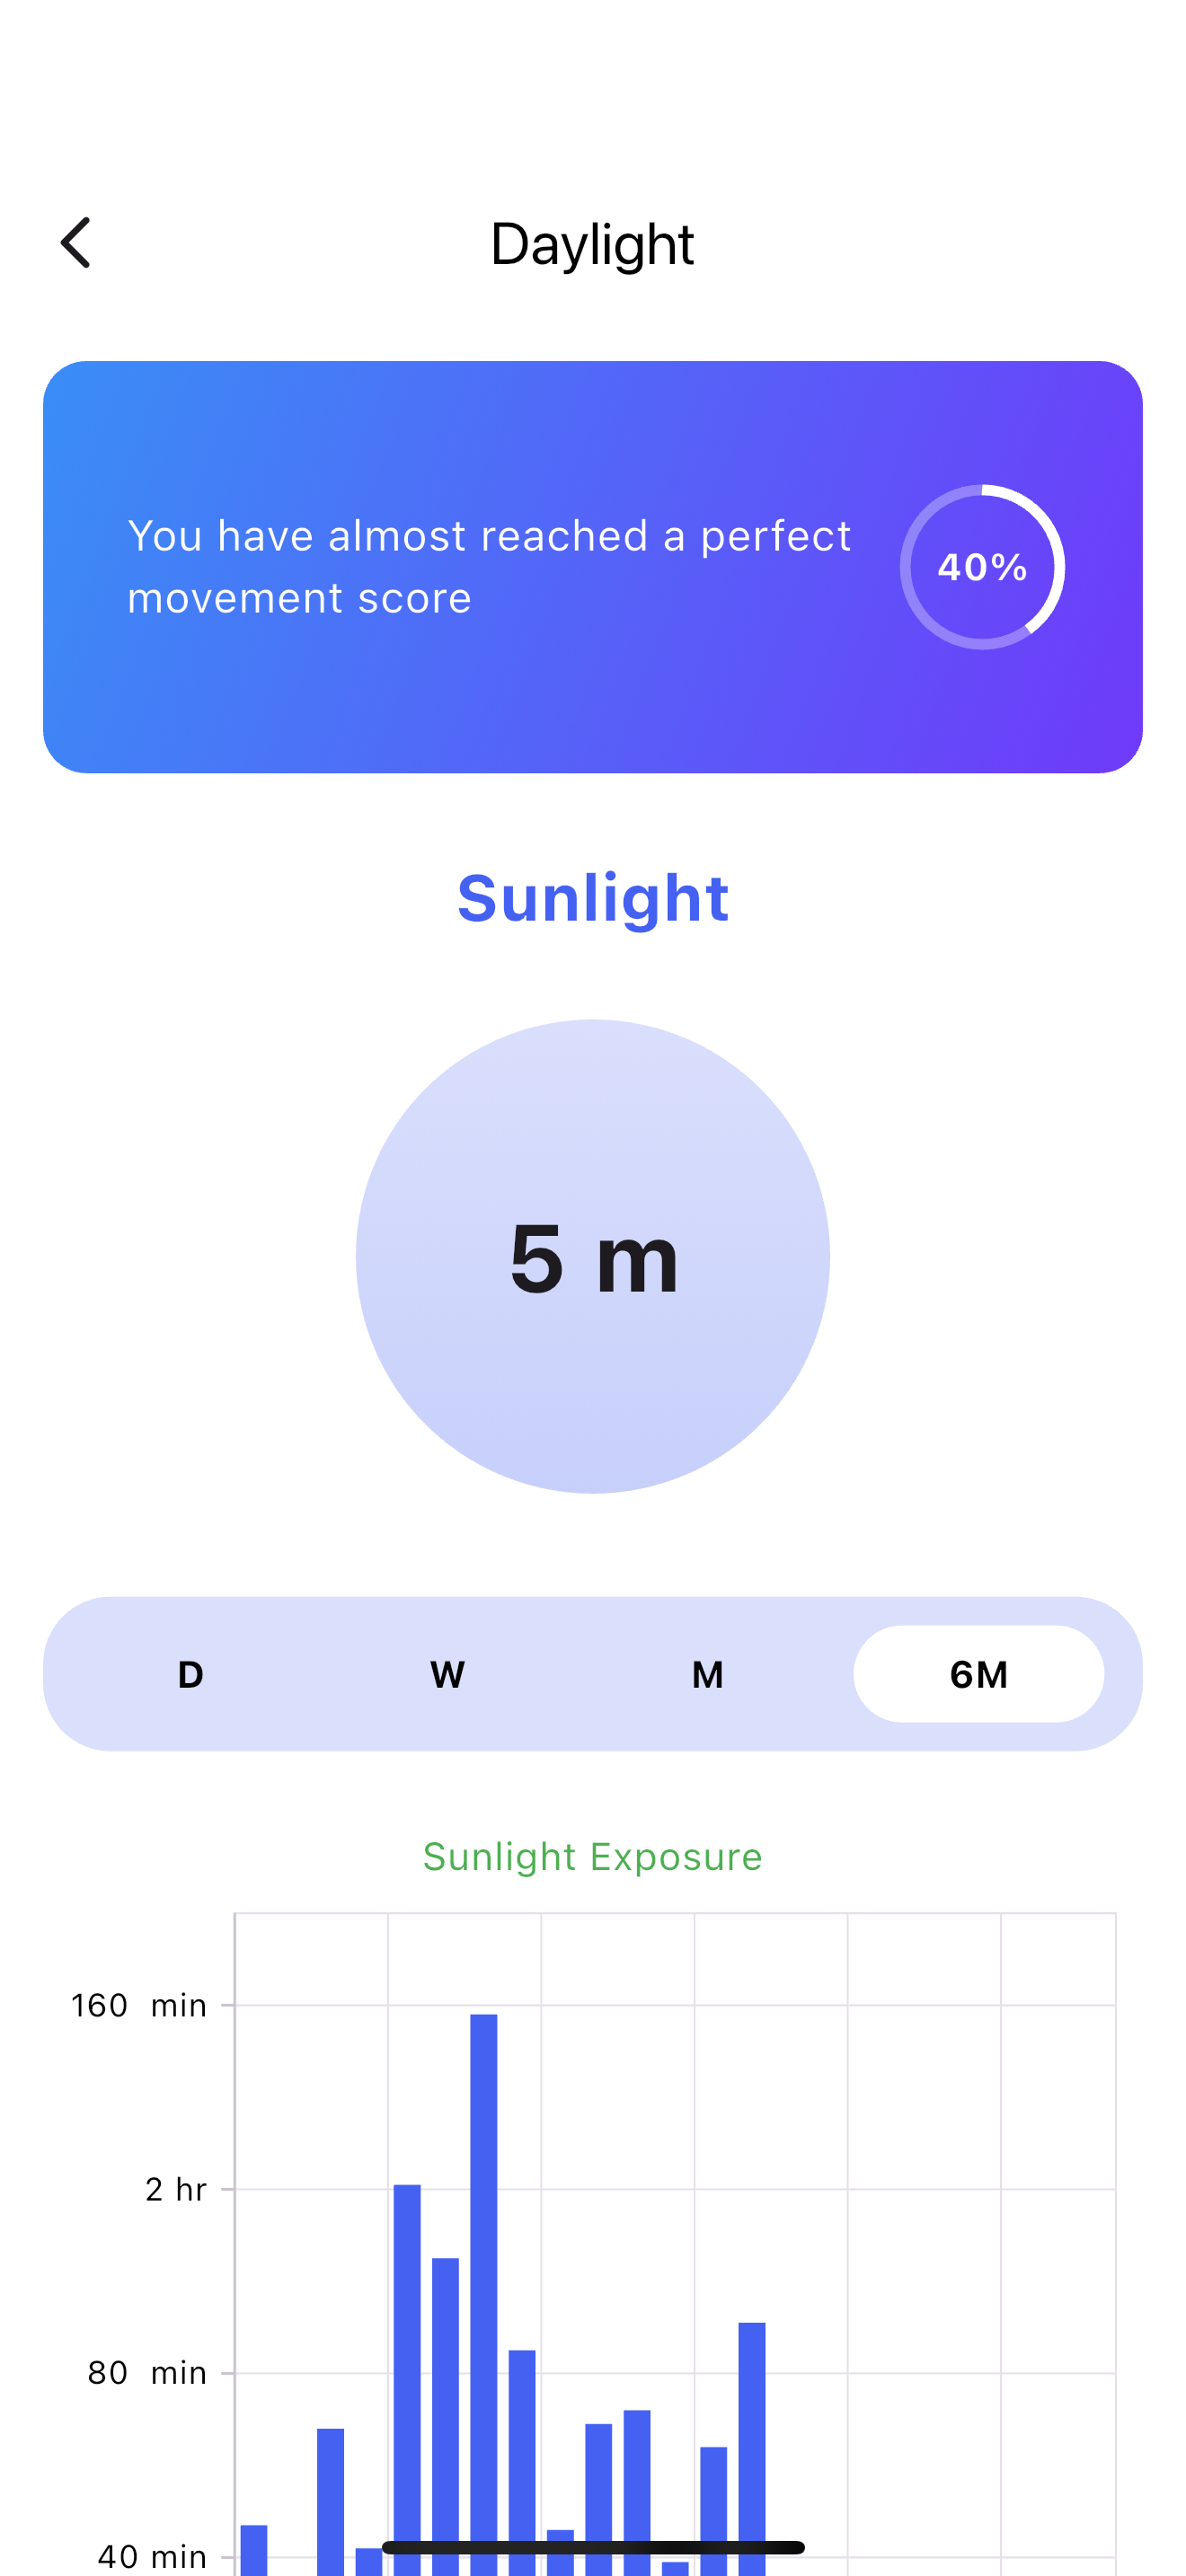 Daylight
You have almost reached a perfect
movement score
40%
Sunlight
5 m
D W M 6M
Sunlight Exposure
160 min
2 hr
80 min
40 min